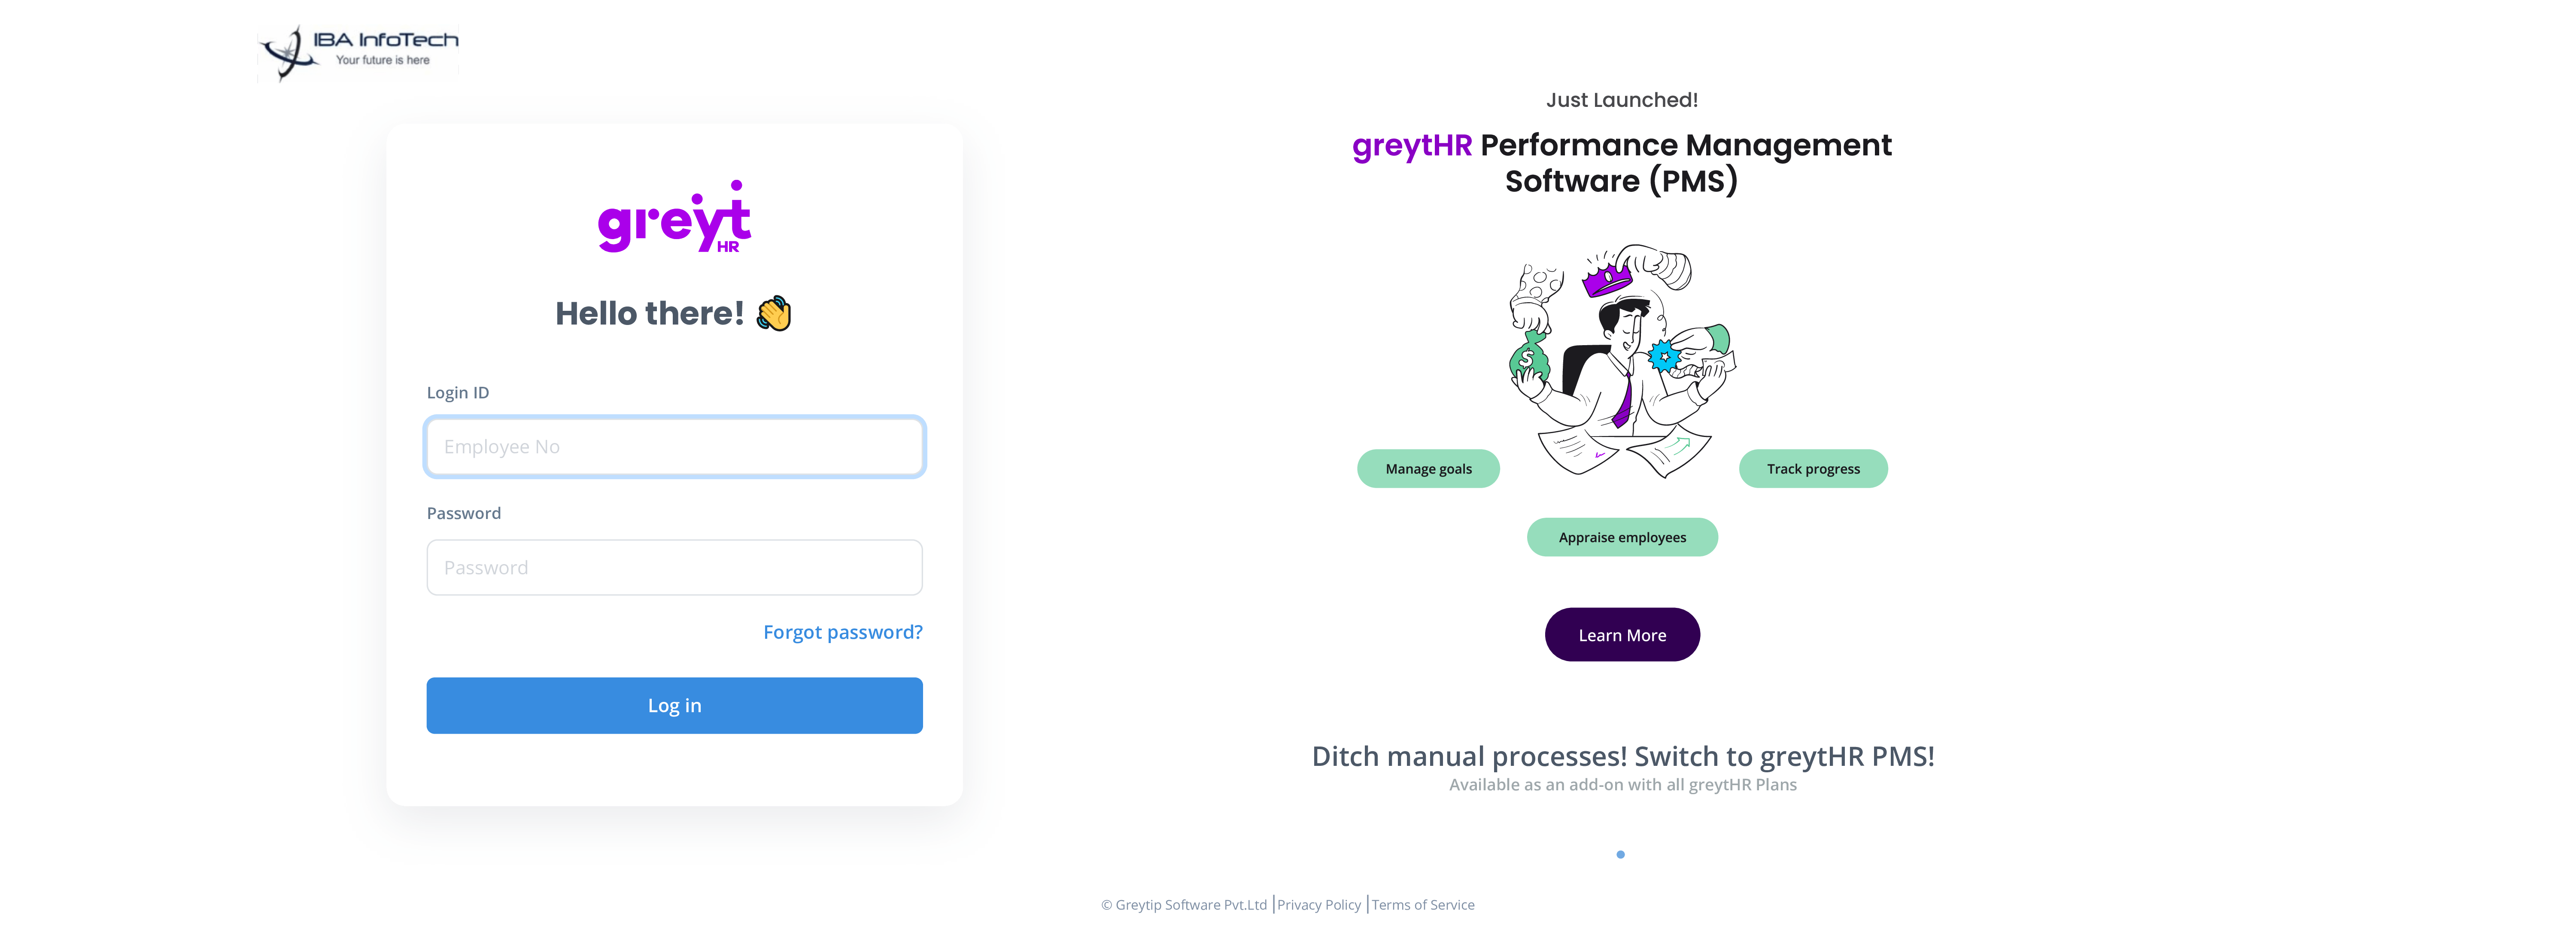 IBA InfoTech
Your future is here
greyt
HR
Hello there!
Login ID
Employee No
Password
Password
Forgot password?
Log in
Just Launched!
greytHR Performance Management
Software (PMS)
$
Manage goals
Track progress
Appraise employees
Learn More
Ditch manual processes! Switch to greytHR PMS!
Available as an add-on with all greytHR Plans
© Greytip Software Pvt.Ltd | Privacy Policy | Terms of Service